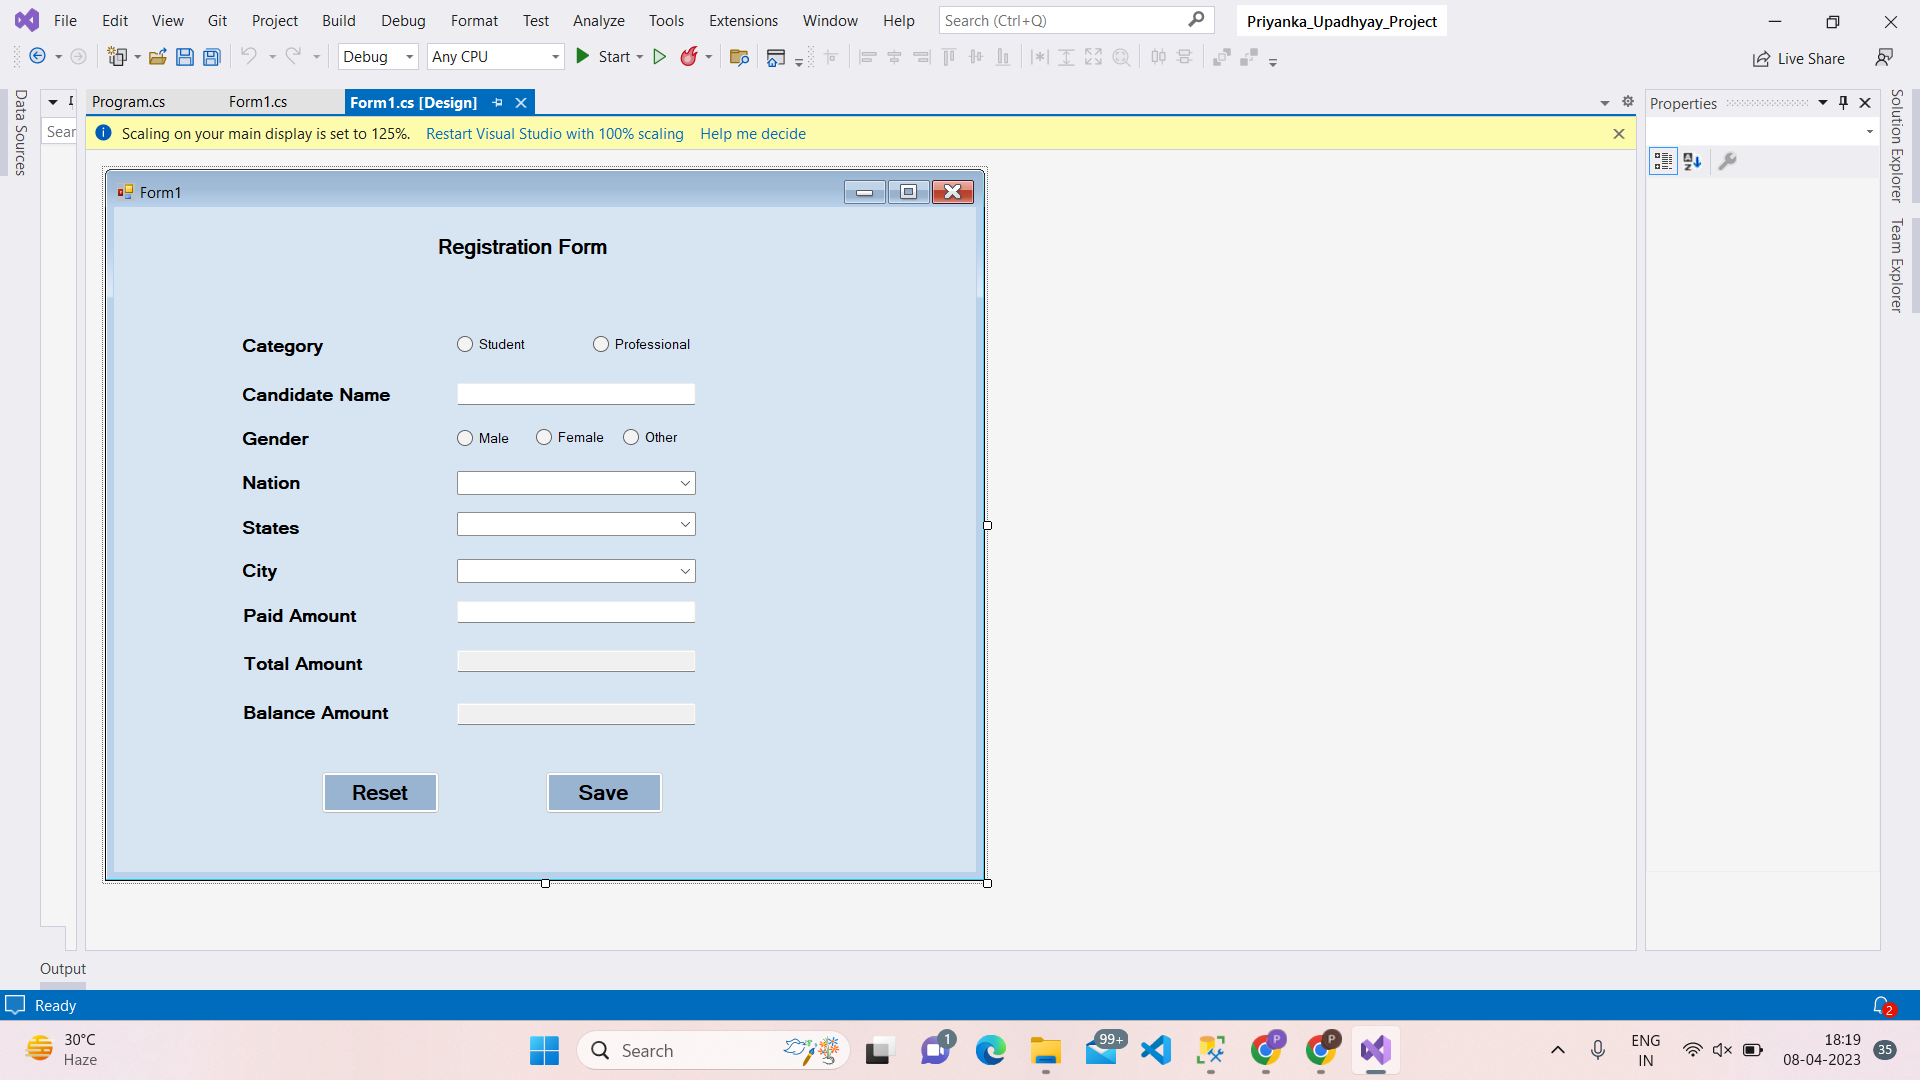 File Edit View Git Project Build Debug Format Test Analyze Tools Extensions Window Help Search (Ctrl+Q) Priyanka_Upadhyay_Project
Debug Any CPU Start Live Share
Data Sources
Program.cs Form1.cs Form1.cs [Design]
Sear
Scaling on your main display is set to 125%. Restart Visual Studio with 100% scaling Help me decide
Properties
Solution Explorer
Team Explorer
Form1
Registration Form
Category Student Professional
Candidate Name
Gender Male Female Other
Nation
States
City
Paid Amount
Total Amount
Balance Amount
Reset Save
Output
Ready 2
30°C
Haze
Search
1
99+
P
P
ENG
IN
18:19
08-04-2023
35